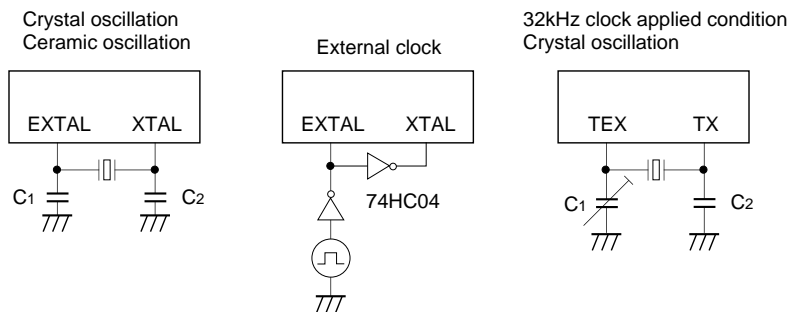 Crystal oscillation
Ceramic oscillation
EXTAL XTAL
C1 C2
External clock
EXTAL XTAL
74HC04
32kHz clock applied condition
Crystal oscillation
TEX TX
C1 C2